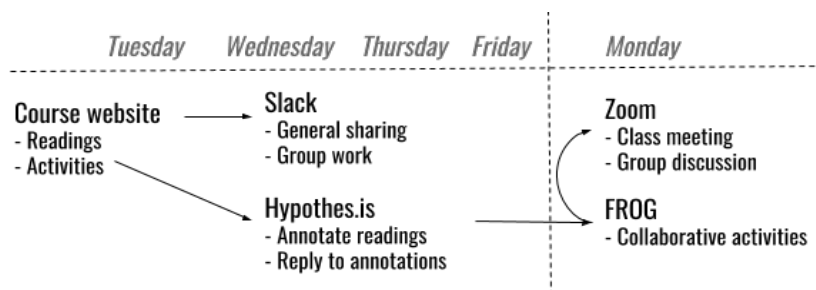 Tuesday Wednesday Thursday Friday Monday
Course website
- Readings
- Activities
Slack
- General sharing
- Group work
Hypothes.is
- Annotate readings
- Reply to annotations
Zoom
- Class meeting
- Group discussion
FROG
- Collaborative activities